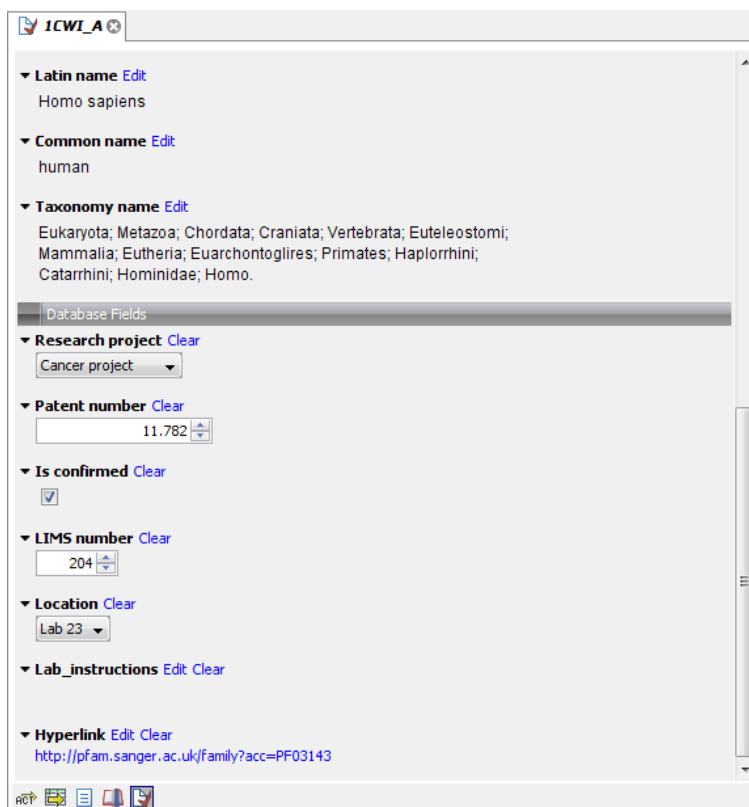 1CWI_A
Latin name Edit
Homo sapiens
Common name Edit
human
Taxonomy name Edit
Eukaryota; Metazoa; Chordata; Craniata; Vertebrata; Euteleostomi;
Mammalia; Eutheria; Euarchontoglires; Primates; Haplorrhini;
Catarrhini; Hominidae; Homo.
Database Fields
Research project Clear
Cancer project
Patent number Clear
11.782
Is confirmed Clear
LIMS number Clear
204
Location Clear
Lab 23
Lab_instructions Edit Clear
Hyperlink Edit Clear
http://pfam.sanger.ac.uk/family?acc=PF03143
ACT